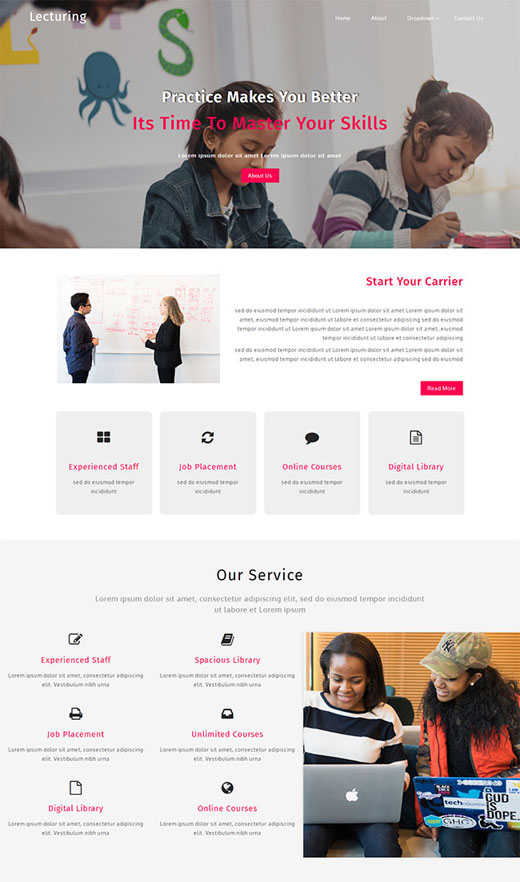 Lecturing
Home About Dropdown Contact Us
Practice Makes You Better
Its Time To Master Your Skills
Lorem ipsum dolor sit amet Lorem ipsum dolor sit amet
About Us
Start Your Carrier
sed do eiusmod tempor incididunt ut Lorem ipsum dolor sit amet Lorem ipsum dolor sit
amet, eiusmod tempor incididunt ut labore et consectetur adipiscing sed do eiusmod
tempor incididunt ut Lorem ipsum dolor sit amet Lorem ipsum dolor sit amet, eiusmod
tempor incididunt ut labore et consectetur adipiscing
sed do eiusmod tempor incididunt ut Lorem ipsum dolor sit amet Lorem ipsum dolor sit
amet, eiusmod tempor incididunt ut labore et consectetur adipiscing sed do eiusmod
Read More
Experienced Staff
sed do eiusmod tempor
incididunt
Job Placement
sed do eiusmod tempor
incididunt
Online Courses
sed do eiusmod tempor
incididunt
Digital Library
sed do eiusmod tempor
incididunt
Our Service
Lorem ipsum dolor sit amet, consectetur adipiscing elit, sed do eiusmod tempor incididunt
ut labore et Lorem ipsum
Experienced Staff
Lorem ipsum dolor sit amet, consectetur adipiscing
elit. Vestibulum nibh urna
Spacious Library
Lorem ipsum dolor sit amet, consectetur adipiscing
elit. Vestibulum nibh urna
Job Placement
Lorem ipsum dolor sit amet, consectetur adipiscing
elit. Vestibulum nibh urna
Unlimited Courses
Lorem ipsum dolor sit amet, consectetur adipiscing
elit. Vestibulum nibh urna
Digital Library
Lorem ipsum dolor sit amet, consectetur adipiscing
elit. Vestibulum nibh urna
Online Courses
Lorem ipsum dolor sit amet, consectetur adipiscing
elit. Vestibulum nibh urna
GUD
IS
DOPE.